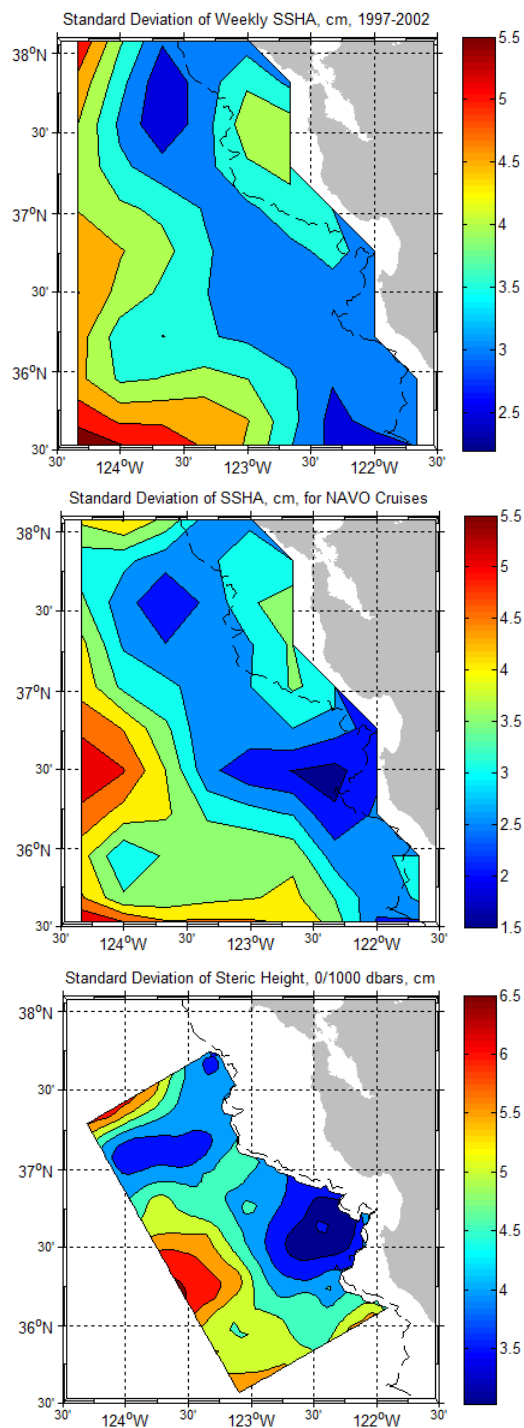 Standard Deviation of Weekly SSHA, cm, 1997-2002
38°N
30'
37°N
30'
36°N
30'
30' 124°W 30' 123°W 30' 122°W 30'
5.5
5
4.5
4
3.5
3
2.5
Standard Deviation of SSHA, cm, for NAVO Cruises
38°N
30'
37°N
30'
36°N
30'
30' 124°W 30' 123°W 30' 122°W 30'
5.5
5
4.5
4
3.5
3
2.5
2
1.5
Standard Deviation of Steric Height, 0/1000 dbars, cm
38°N
30'
37°N
30'
36°N
30'
30' 124°W 30' 123°W 30' 122°W 30'
6.5
6
5.5
5
4.5
4
3.5